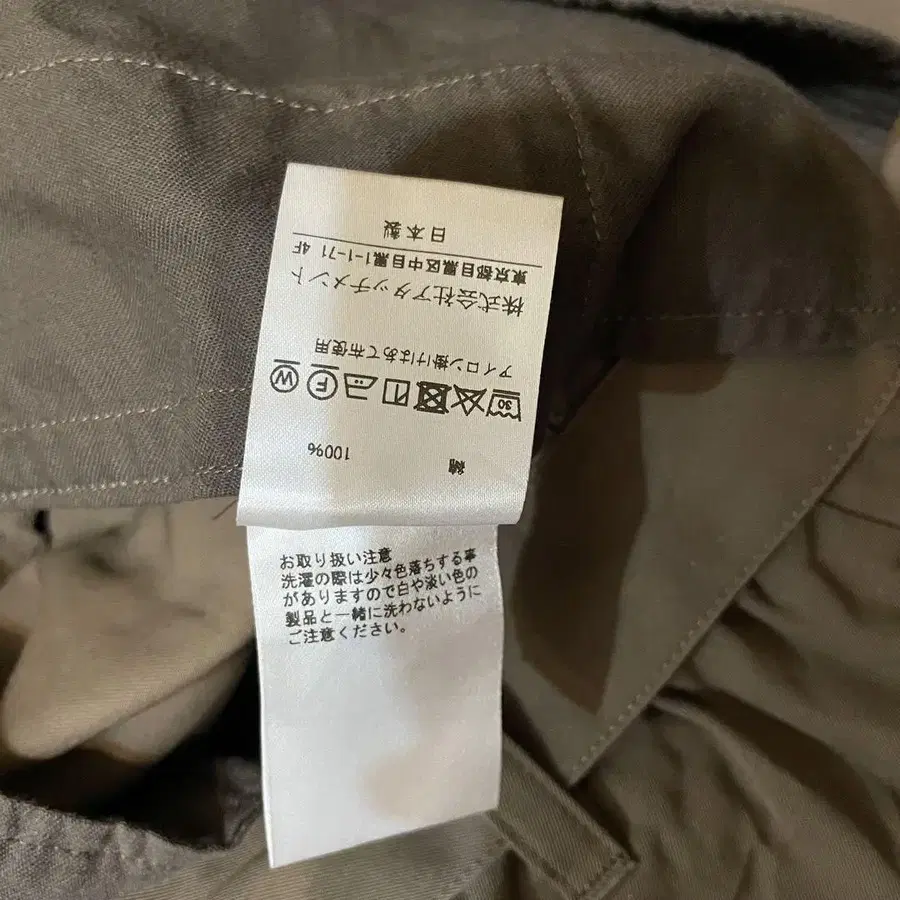 綿 100%
30
F
W
アイロン掛けはあて布使用
株式会社アタッチメント
東京都目黒区中目黒1-1-71 4F
日本製
お取り扱い注意
洗濯の際は少々色落ちする事
がありますので白や淡い色の
製品と一緒に洗わないように
ご注意ください。